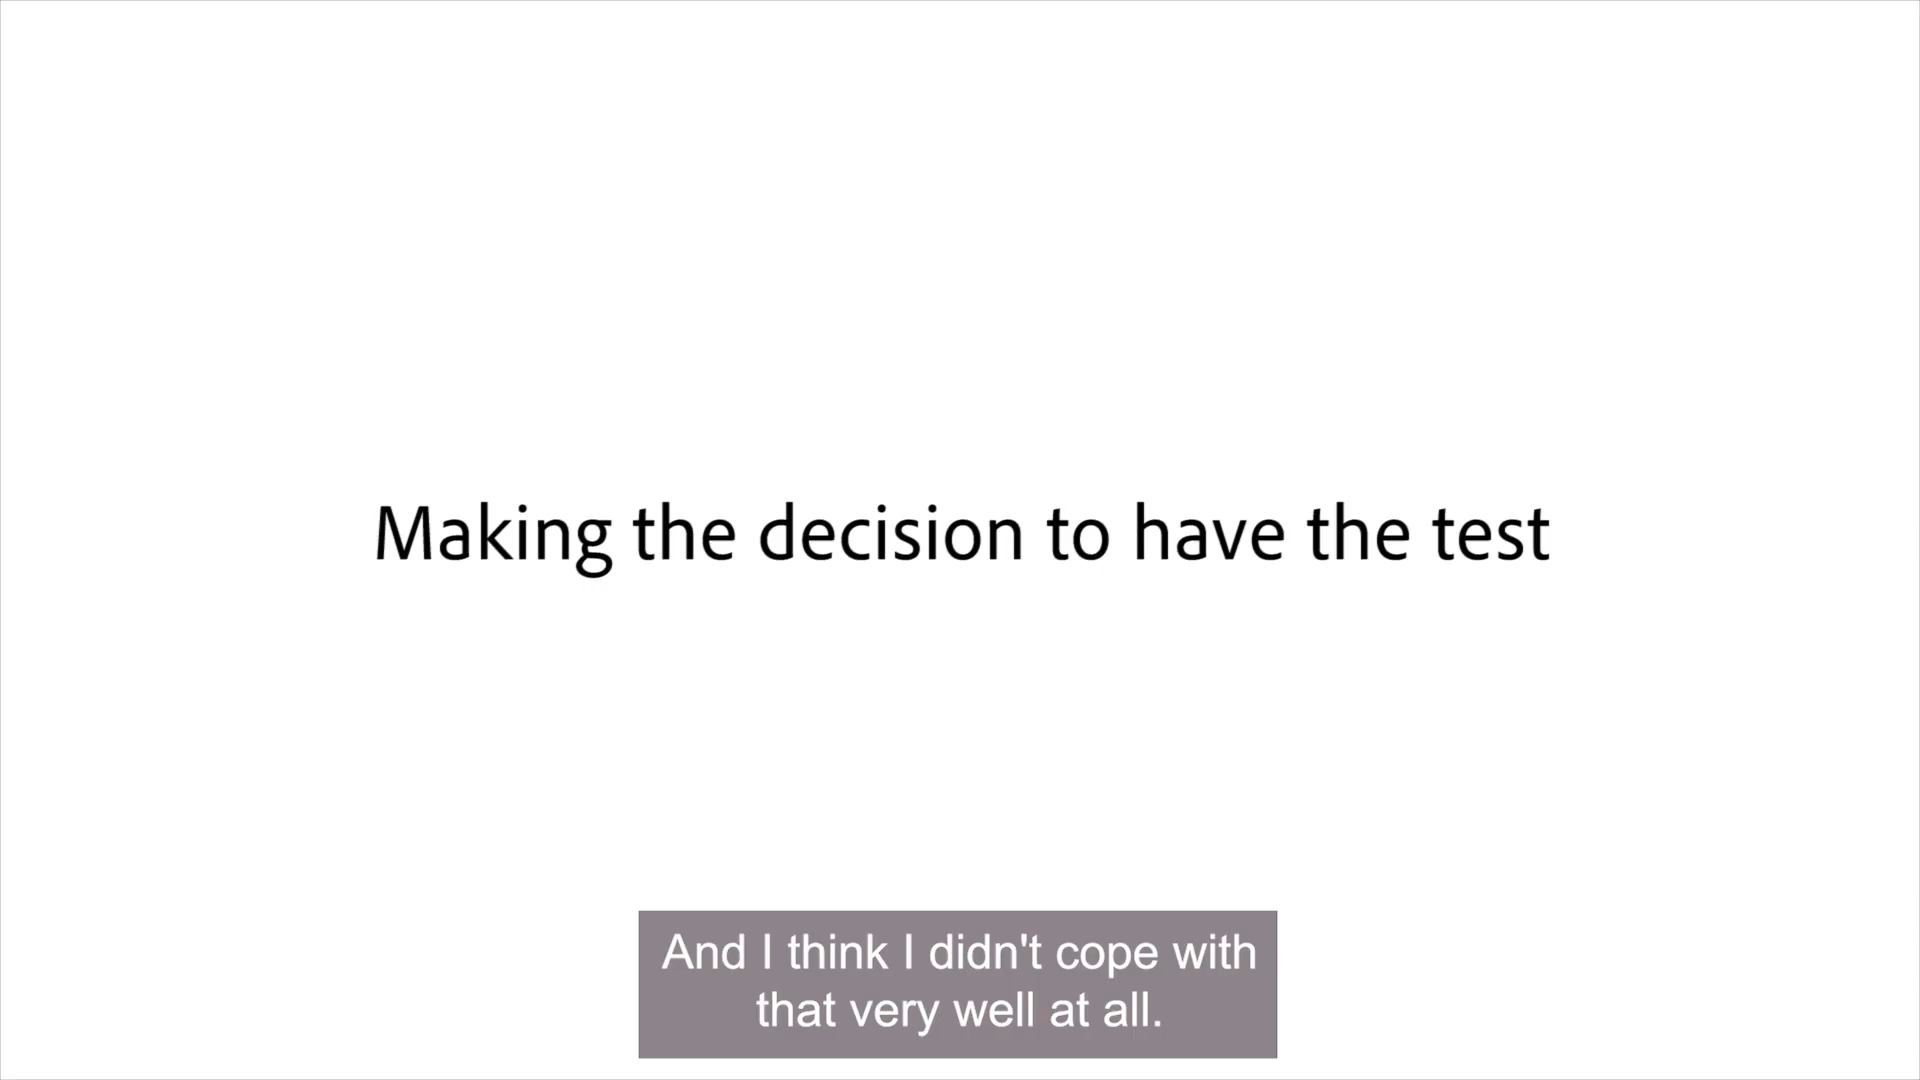 Making the decision to have the test
And I think I didn't cope with
that very well at all.